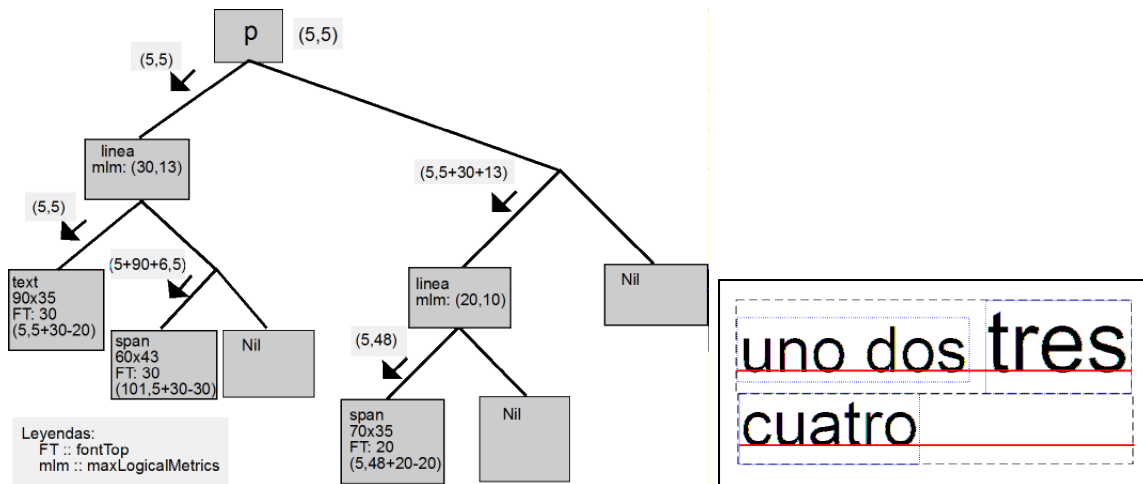 p
(5,5)
(5,5)
linea
mlm: (30,13)
(5,5+30+13)
(5,5)
(5+90+6,5)
text
90x35
FT: 30
(5,5+30-20)
span
60x43
FT: 30
(101,5+30-30)
Nil
linea
mlm: (20,10)
Nil
(5,48)
span
70x35
FT: 20
(5,48+20-20)
Nil
Leyendas:
FT :: fontTop
mlm :: maxLogicalMetrics
uno dos tres
cuatro